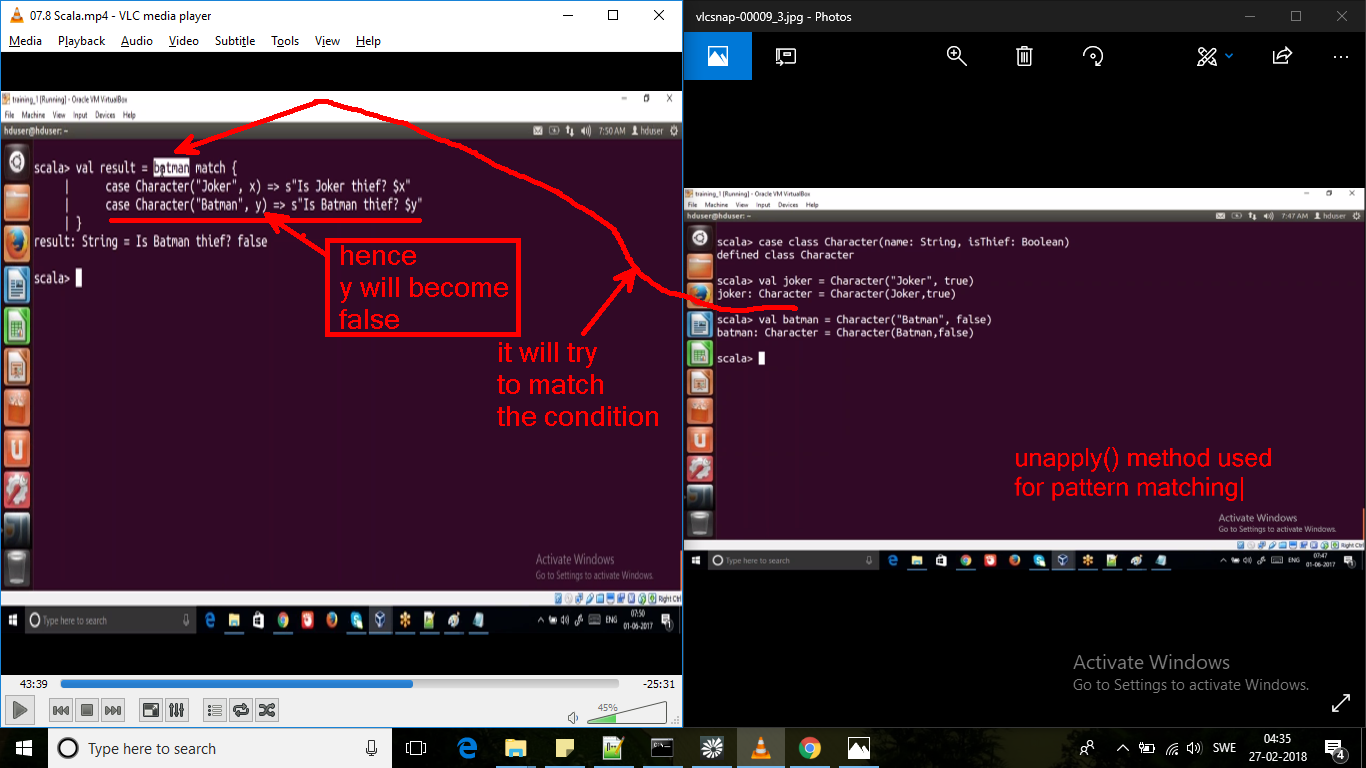 07.8 Scala.mp4 - VLC media player
Media Playback Audio Video Subtitle Tools View Help
training_1 [Running] - Oracle VM VirtualBox
File Machine View Input Devices Help
hduser@hduser: ~
7:50 AM hduser
scala> val result = batman match {
| case Character("Joker", x) => s"Is Joker thief? $x"
| case Character("Batman", y) => s"Is Batman thief? $y"
| }
result: String = Is Batman thief? false
scala>
hence
y will become
false
it will try
to match
the condition
Activate Windows
Go to Settings to activate Windows.
Right Ctrl
Type here to search
ENG
07:50
01-06-2017
43:39
-25:31
45%
vlcsnap-00009_3.jpg - Photos
training_1 [Running] - Oracle VM VirtualBox
File Machine View Input Devices Help
hduser@hduser: ~
7:47 AM hduser
scala> case class Character(name: String, isThief: Boolean)
defined class Character
scala> val joker = Character("Joker", true)
joker: Character = Character(Joker,true)
scala> val batman = Character("Batman", false)
batman: Character = Character(Batman,false)
scala>
unapply() method used
for pattern matching
Activate Windows
Go to Settings to activate Windows.
Right Ctrl
Type here to search
ENG
07:47
01-06-2017
Activate Windows
Go to Settings to activate Windows.
Type here to search
SWE
04:35
27-02-2018
4